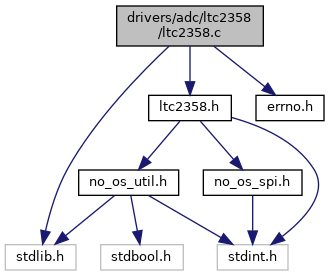 drivers/adc/ltc2358
/ltc2358.c
ltc2358.h
errno.h
no_os_util.h
no_os_spi.h
stdlib.h
stdbool.h
stdint.h